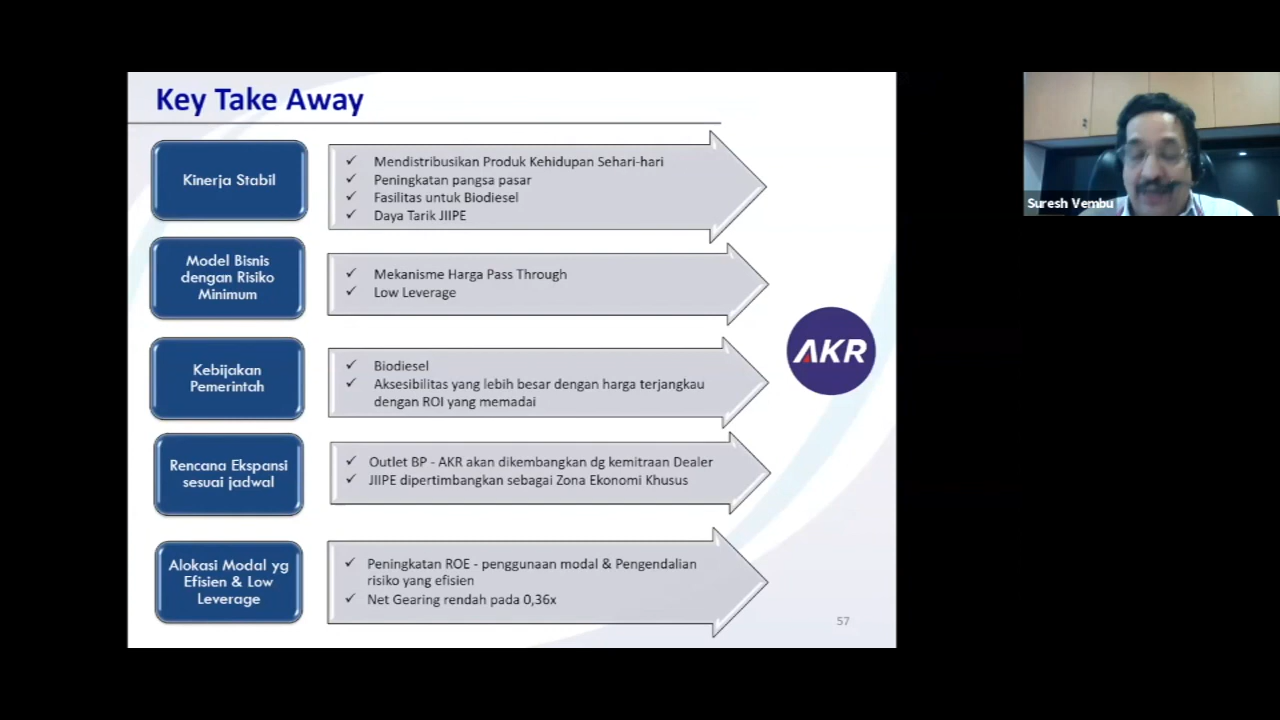 Key Take Away
Kinerja Stabil
✓ Mendistribusikan Produk Kehidupan Sehari-hari
✓ Peningkatan pangsa pasar
✓ Fasilitas untuk Biodiesel
✓ Daya Tarik JIIPE
Model Bisnis
dengan Risiko
Minimum
✓ Mekanisme Harga Pass Through
✓ Low Leverage
Kebijakan
Pemerintah
✓ Biodiesel
✓ Aksesibilitas yang lebih besar dengan harga terjangkau
dengan ROI yang memadai
Rencana Ekspansi
sesuai jadwal
✓ Outlet BP - AKR akan dikembangkan dg kemitraan Dealer
✓ JIIPE dipertimbangkan sebagai Zona Ekonomi Khusus
Alokasi Modal yg
Efisien & Low
Leverage
✓ Peningkatan ROE - penggunaan modal & Pengendalian
risiko yang efisien
✓ Net Gearing rendah pada 0,36x
AKR
57
Suresh Vembu